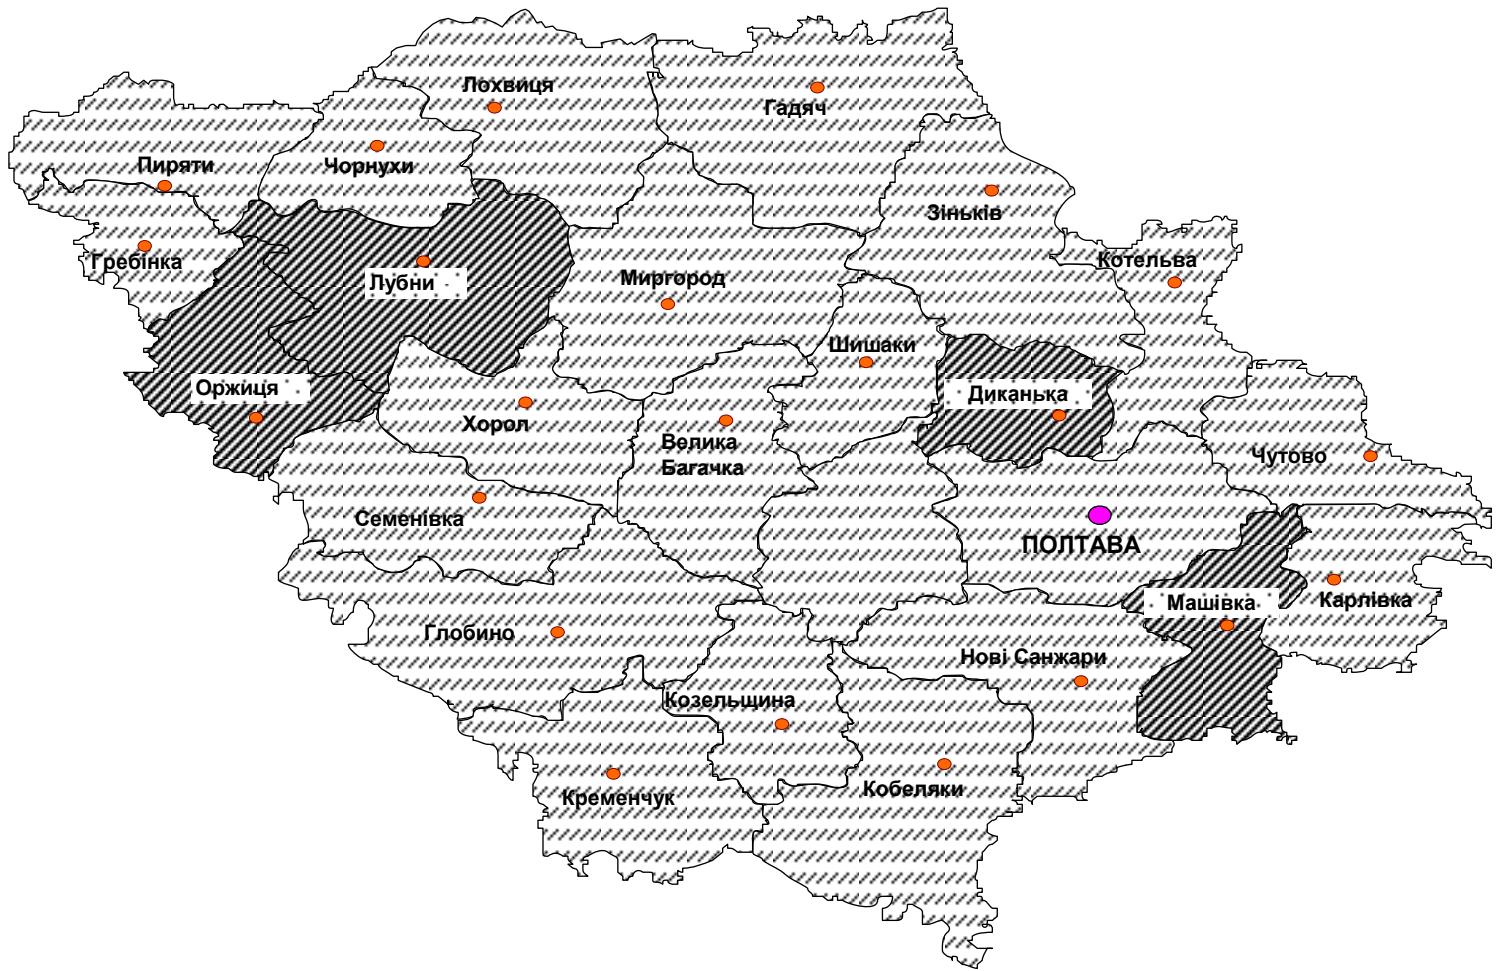 Лохвиця
Гадяч
Пиряти
Чорнухи
Зіньків
Гребінка
Котельва
Лубни
Миргород
Шишаки
Оржиця
Диканька
Хорол
Велика
Багачка
Чутово
Семенівка
ПОЛТАВА
Машівка
Карлівка
Глобино
Нові Санжари
Козельщина
Кобеляки
Кременчук